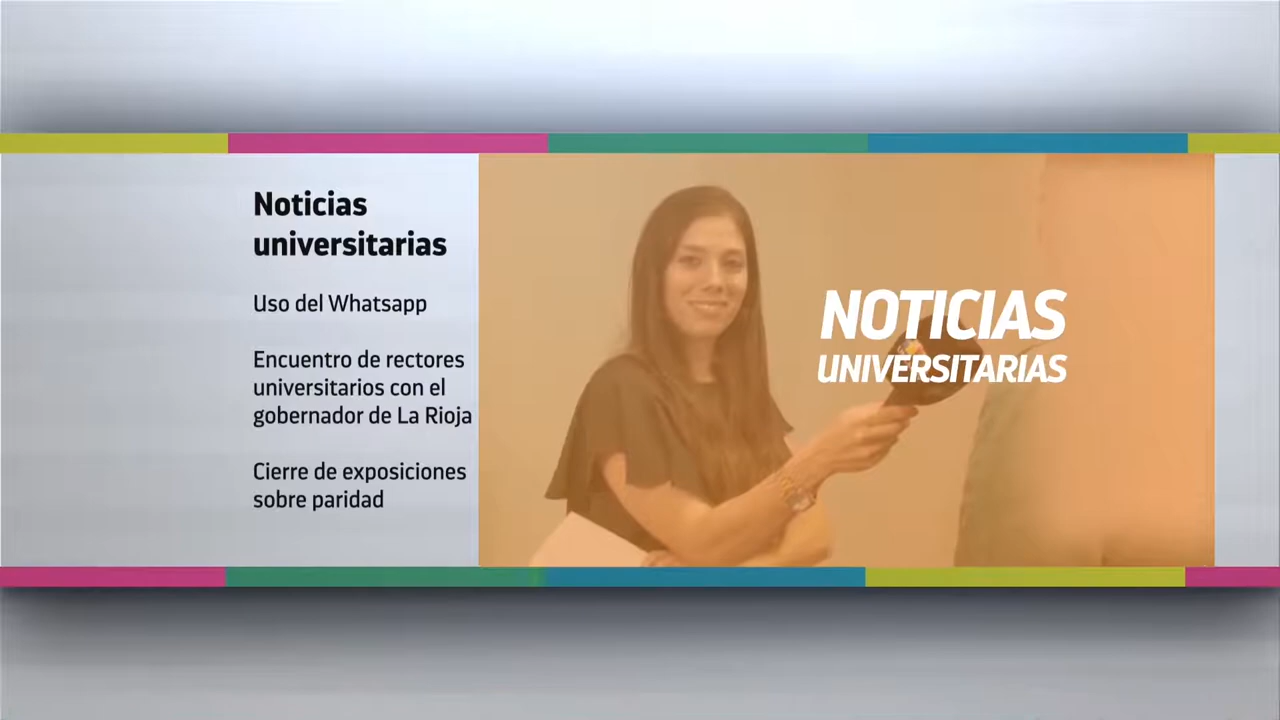 Noticias
universitarias
Uso del Whatsapp
Encuentro de rectores
universitarios con el
gobernador de La Rioja
Cierre de exposiciones
sobre paridad
NOTICIAS
UNIVERSITARIAS